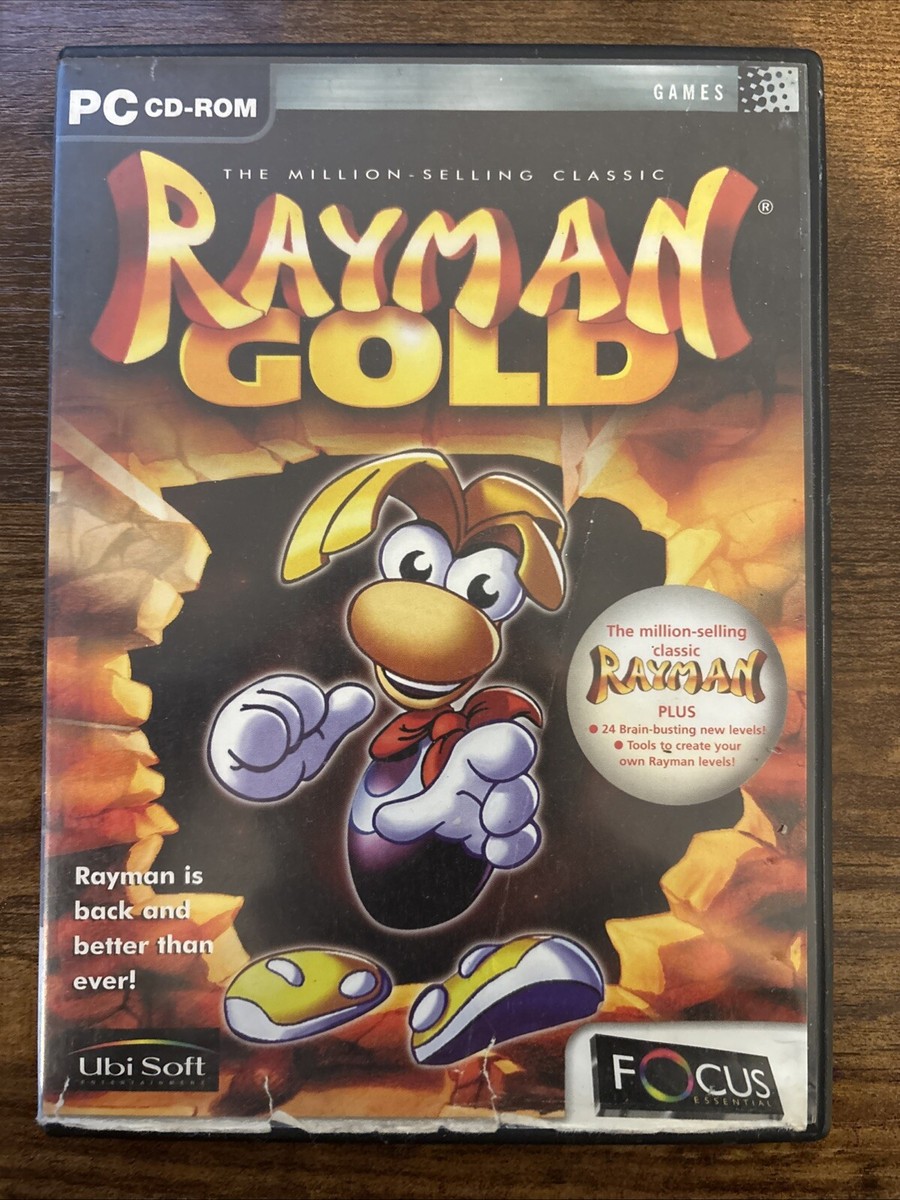 PC CD-ROM
GAMES
THE MILLION-SELLING CLASSIC
RAYMAN
®
GOLD
The million-selling
classic
RAYMAN
PLUS
● 24 Brain-busting new levels!
● Tools to create your
own Rayman levels!
Rayman is
back and
better than
ever!
Ubi Soft
ENTERTAINMENT
FOCUS
ESSENTIAL